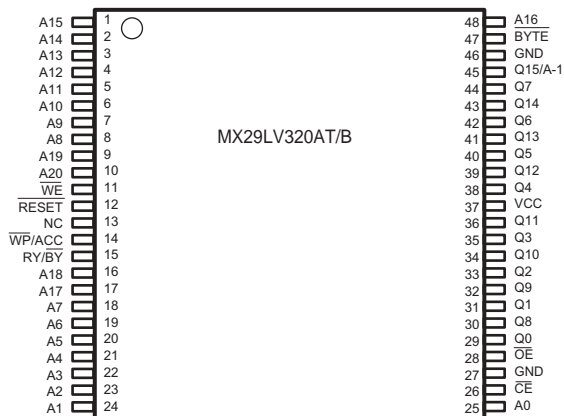 A15 1 48 A16
A14 2 47 BYTE
A13 3 46 GND
A12 4 45 Q15/A-1
A11 5 44 Q7
A10 6 43 Q14
A9 7 42 Q6
A8 8 MX29LV320AT/B 41 Q13
A19 9 40 Q5
A20 10 39 Q12
WE 11 38 Q4
RESET 12 37 VCC
NC 13 36 Q11
WP/ACC 14 35 Q3
RY/BY 15 34 Q10
A18 16 33 Q2
A17 17 32 Q9
A7 18 31 Q1
A6 19 30 Q8
A5 20 29 Q0
A4 21 28 OE
A3 22 27 GND
A2 23 26 CE
A1 24 25 A0